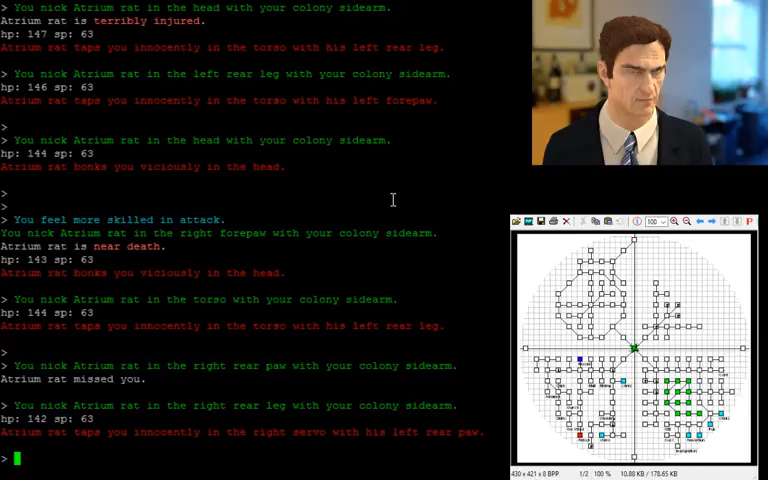 > You nick Atrium rat in the head with your colony sidearm.
Atrium rat is terribly injured.
hp: 147 sp: 63
Atrium rat taps you innocently in the torso with his left rear leg.
> You nick Atrium rat in the left rear leg with your colony sidearm.
hp: 146 sp: 63
Atrium rat taps you innocently in the torso with his left forepaw.
>
> You nick Atrium rat in the head with your colony sidearm.
hp: 144 sp: 63
Atrium rat bonks you viciously in the head.
>
>
> You feel more skilled in attack.
You nick Atrium rat in the right forepaw with your colony sidearm.
Atrium rat is near death.
hp: 143 sp: 63
Atrium rat bonks you viciously in the head.
> You nick Atrium rat in the torso with your colony sidearm.
hp: 144 sp: 63
Atrium rat taps you innocently in the torso with his left rear leg.
>
> You nick Atrium rat in the right rear paw with your colony sidearm.
Atrium rat missed you.
> You nick Atrium rat in the right rear leg with your colony sidearm.
hp: 142 sp: 63
Atrium rat taps you innocently in the right servo with his left rear paw.
>
100
430 x 421 x 8 BPP 1/2 100 % 10.88 KB / 178.65 KB